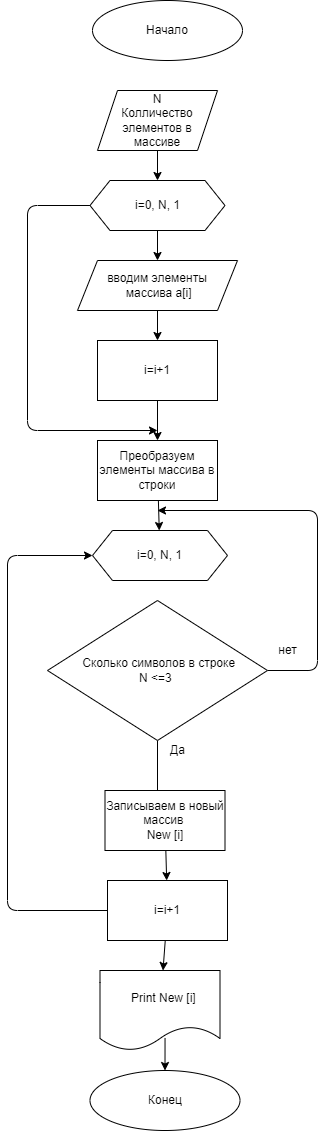 Начало
N
Колличество
элементов в
массиве
i=0, N, 1
вводим элементы
массива a[i]
i=i+1
Преобразуем
элементы массива в
строки
i=0, N, 1
Сколько символов в строке
N <=3
нет
Да
Записываем в новый
массив
New [i]
i=i+1
Print New [i]
Конец